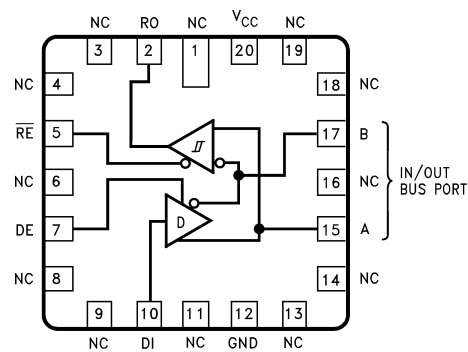 NC RO NC VCC NC
3 2 1 20 19
NC 4 18 NC
RE 5 17 B
IN/OUT
BUS PORT
NC 6 16 NC
D
DE 7 15 A
NC 8 14 NC
9 10 11 12 13
NC DI NC GND NC